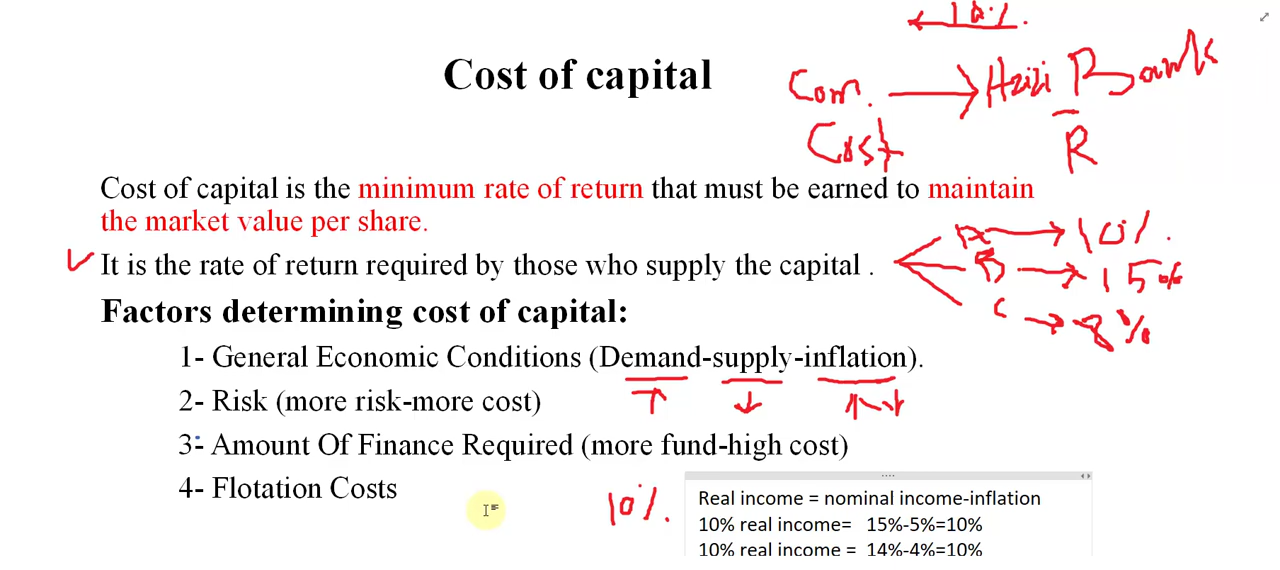 10%.
Cost of capital
Com. → Azizi Bank
Cost R
Cost of capital is the minimum rate of return that must be earned to maintain
the market value per share.
A → 10%.
It is the rate of return required by those who supply the capital .
B → 15%
Factors determining cost of capital:
C → 8%
1- General Economic Conditions (Demand-supply-inflation).
2- Risk (more risk-more cost)
3- Amount Of Finance Required (more fund-high cost)
4- Flotation Costs
10%.
Real income = nominal income-inflation
10% real income= 15%-5%=10%
10% real income = 14%-4%=10%